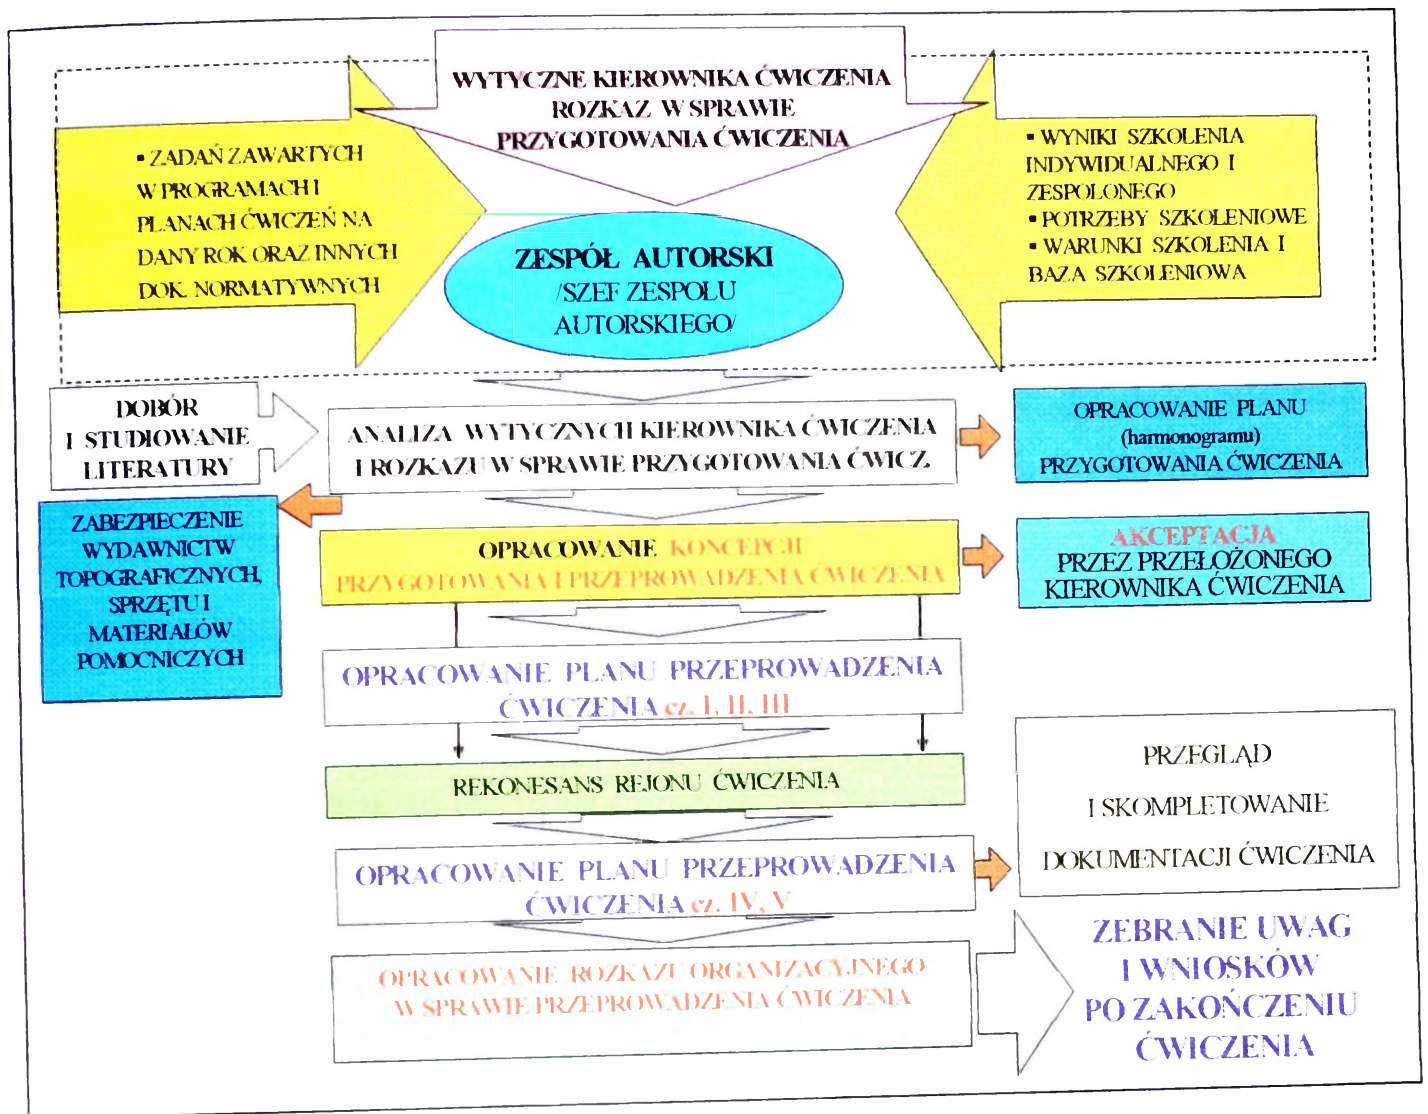 WYTYCZNE KIEROWNIKA ĆWICZENIA
ROZKAZ W SPRAWIE
PRZYGOTOWANIA ĆWICZENIA
▪ ZADAŃ ZAWARTYCH
W PROGRAMACH I
PLANACH ĆWICZEŃ NA
DANY ROK ORAZ INNYCH
DOK. NORMATYWNYCH
▪ WYNIKI SZKOLENIA
INDYWIDUALNEGO I
ZESPOLONEGO
▪ POTRZEBY SZKOLENIOWE
▪ WARUNKI SZKOLENIA I
BAZA SZKOLENIOWA
ZESPÓŁ AUTORSKI
/SZEF ZESPOŁU
AUTORSKIEGO/
DOBÓR
I STUDIOWANIE
LITERATURY
ANALIZA WYTYCZNYCH KIEROWNIKA ĆWICZENIA
I ROZKAZU W SPRAWIE PRZYGOTOWANIA ĆWICZ.
OPRACOWANIE PLANU
(harmonogramu)
PRZYGOTOWANIA ĆWICZENIA
ZABEZPIECZENIE
WYDAWNICTW
TOPOGRAFICZNYCH,
SPRZĘTU I
MATERIAŁÓW
POMOCNICZYCH
OPRACOWANIE KONCEPCJI
PRZYGOTOWANIA I PRZEPROWADZENIA ĆWICZENIA
AKCEPTACJA
PRZEZ PRZEŁOŻONEGO
KIEROWNIKA ĆWICZENIA
OPRACOWANIE PLANU PRZEPROWADZENIA
ĆWICZENIA cz. I, II, III
REKONESANS REJONU ĆWICZENIA
PRZEGLĄD
I SKOMPLETOWANIE
DOKUMENTACJI ĆWICZENIA
OPRACOWANIE PLANU PRZEPROWADZENIA
ĆWICZENIA cz. IV, V
OPRACOWANIE ROZKAZU ORGANIZACYJNEGO
W SPRAWIE PRZEPROWADZENIA ĆWICZENIA
ZEBRANIE UWAG
I WNIOSKÓW
PO ZAKOŃCZENIU
ĆWICZENIA